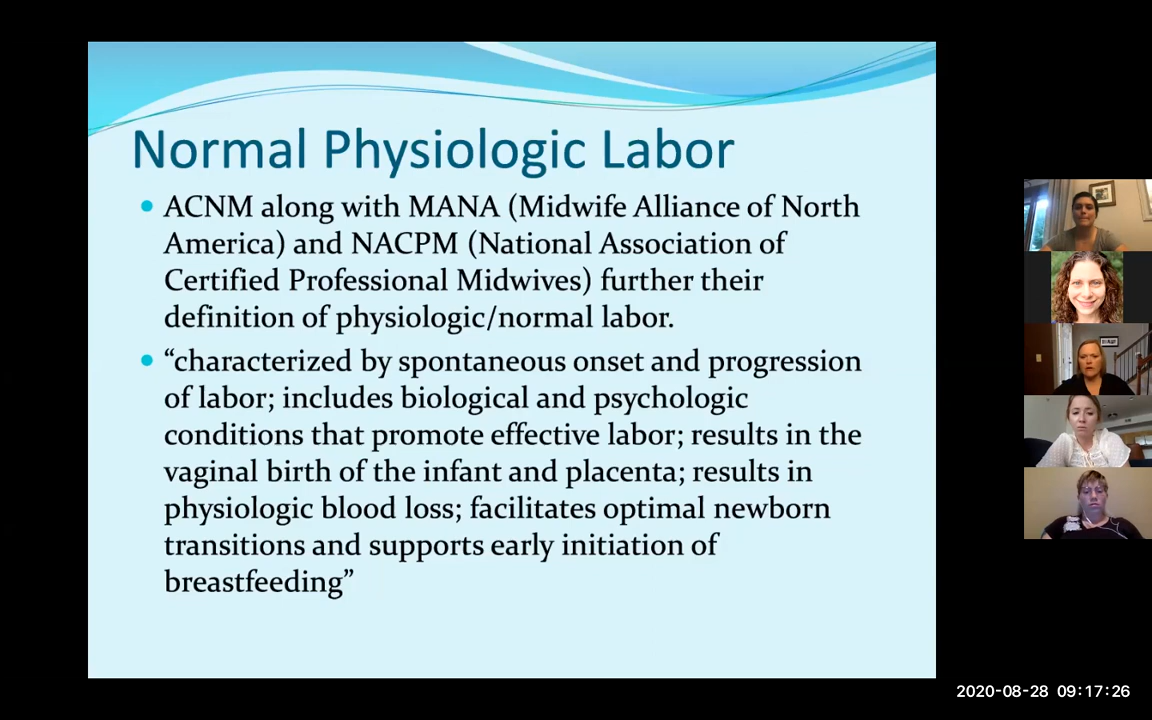 Normal Physiologic Labor
• ACNM along with MANA (Midwife Alliance of North
America) and NACPM (National Association of
Certified Professional Midwives) further their
definition of physiologic/normal labor.
• “characterized by spontaneous onset and progression
of labor; includes biological and psychologic
conditions that promote effective labor; results in the
vaginal birth of the infant and placenta; results in
physiologic blood loss; facilitates optimal newborn
transitions and supports early initiation of
breastfeeding”
2020-08-28 09:17:26